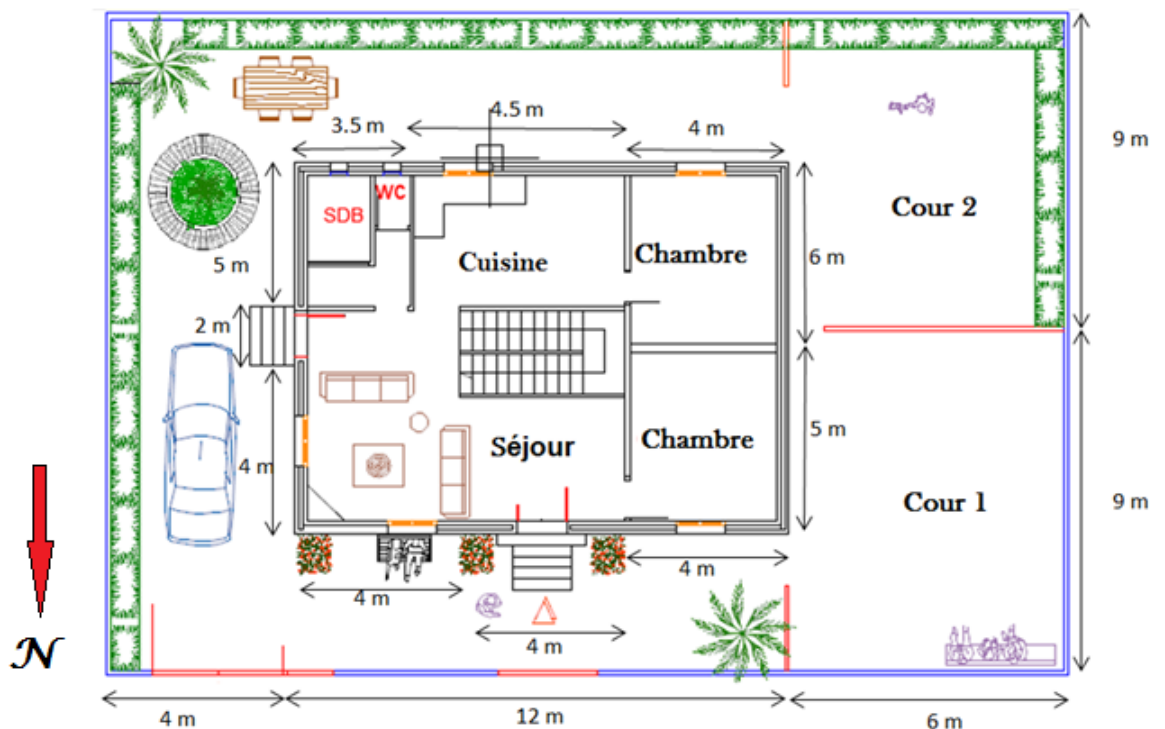 3.5 m
4.5 m
4 m
9 m
WC
SDB
Cour 2
Cuisine
Chambre
5 m
6 m
2 m
Séjour
Chambre
5 m
4 m
Cour 1
9 m
4 m
4 m
4 m
N
4 m
12 m
6 m